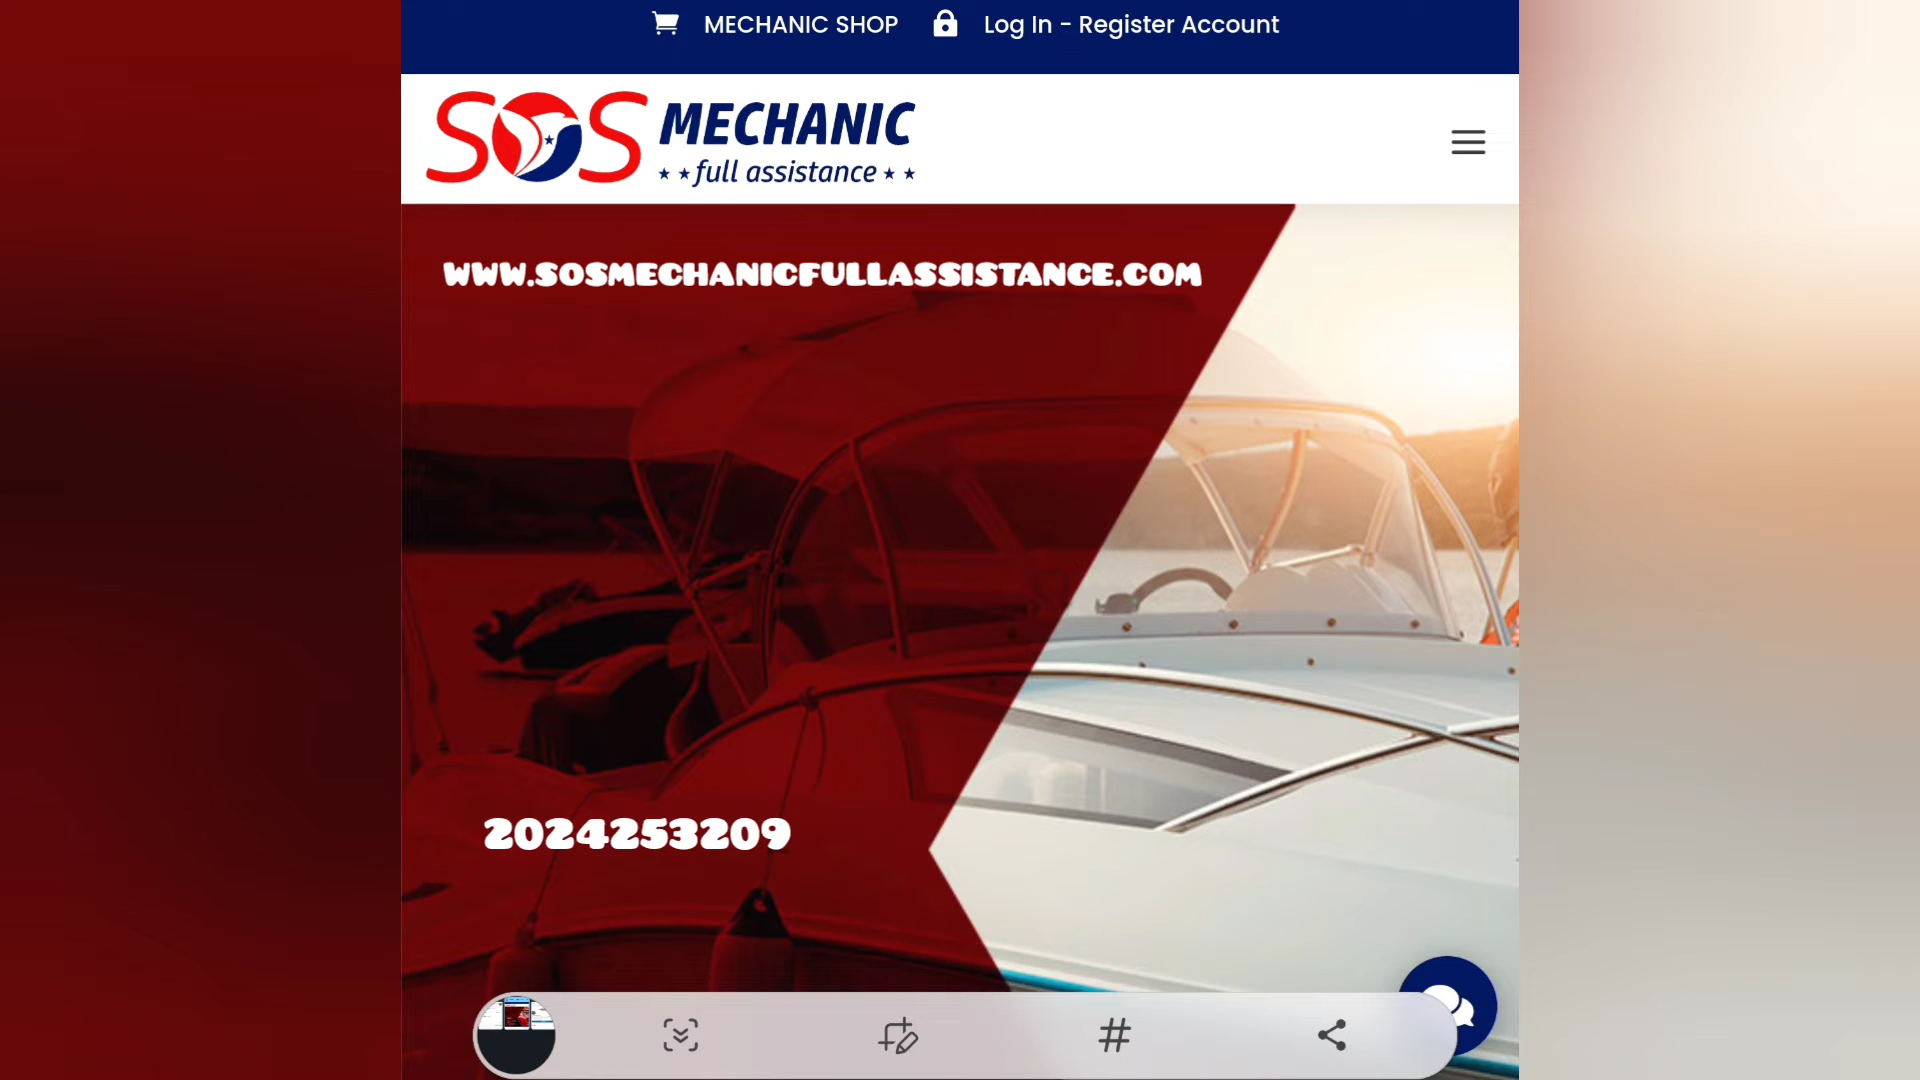 MECHANIC SHOP Log In - Register Account
SOS MECHANIC
full assistance
WWW.SOSMECHANICFULLASSISTANCE.COM
2024253209